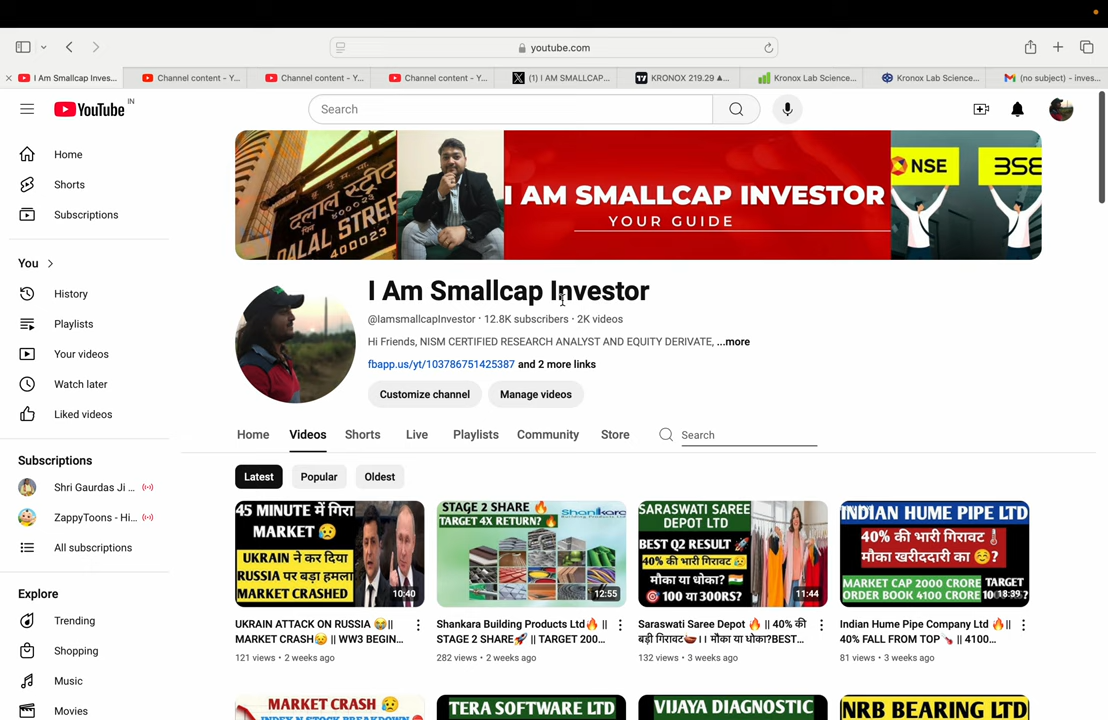 youtube.com
I Am Smallcap Inves...
Channel content - Y...
Channel content - Y...
Channel content - Y...
(1) I AM SMALLCAP...
KRONOX 219.29 ▲...
Kronox Lab Science...
Kronox Lab Science...
(no subject) - inves...
YouTube IN
Search
दलाल स्ट्रीट
DALAL STREET
400023
I AM SMALLCAP INVESTOR
YOUR GUIDE
NSE
BSE
Home
Shorts
Subscriptions
You
History
Playlists
Your videos
Watch later
Liked videos
Subscriptions
Shri Gaurdas Ji ...
ZappyToons - Hi...
All subscriptions
Explore
Trending
Shopping
Music
Movies
I Am Smallcap Investor
@IamsmallcapInvestor · 12.8K subscribers · 2K videos
Hi Friends, NISM CERTIFIED RESEARCH ANALYST AND EQUITY DERIVATE, ...more
fbapp.us/yt/103786751425387 and 2 more links
Customize channel
Manage videos
Home Videos Shorts Live Playlists Community Store Search
Latest Popular Oldest
45 MINUTE में गिरा
MARKET 😥
UKRAIN ने कर दिया
RUSSIA पर बड़ा हमला
MARKET CRASHED
10:40
UKRAIN ATTACK ON RUSSIA 😭||
MARKET CRASH😥 || WW3 BEGIN...
121 views • 2 weeks ago
STAGE 2 SHARE 🔥
TARGET 4X RETURN?🔥
Shankara
Building Products Ltd
12:55
Shankara Building Products Ltd🔥 ||
STAGE 2 SHARE🚀 || TARGET 200...
282 views • 2 weeks ago
SARASWATI SAREE
DEPOT LTD
BEST Q2 RESULT 🚀
40% की भारी गिरावट 😥
मौका या धोका? 🇮🇳
🎯 100 या 300RS?
11:44
Saraswati Saree Depot 🔥 || 40% की
बड़ी गिरावट🍲।। मौका या धोका?BEST...
132 views • 3 weeks ago
INDIAN HUME PIPE LTD
40% की भारी गिरावट🌡
मौका खरीददारी का ☺?
MARKET CAP 2000 CRORE
ORDER BOOK 4100 CRORE
TARGET
18:39
Indian Hume Pipe Company Ltd 🔥||
40% FALL FROM TOP 🍡 || 4100...
81 views • 3 weeks ago
MARKET CRASH 😥
TERA SOFTWARE LTD
VIJAYA DIAGNOSTIC
NRB BEARING LTD